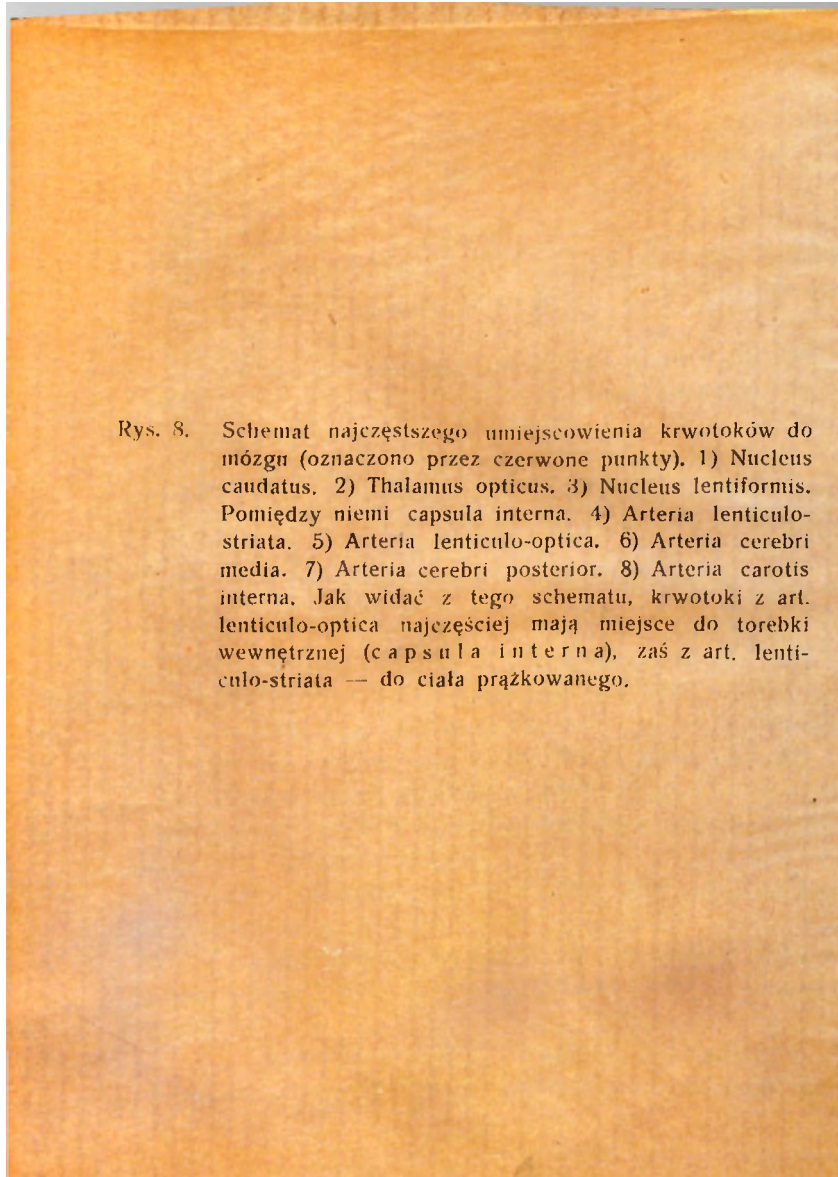 Rys. 8. Schemat najczęstszego umiejscowienia krwotoków do
mózgu (oznaczono przez czerwone punkty). 1) Nucleus
caudatus. 2) Thalamus opticus. 3) Nucleus lentiformis.
Pomiędzy niemi capsula interna. 4) Arteria lenticulo-
striata. 5) Arteria lenticulo-optica. 6) Arteria cerebri
media. 7) Arteria cerebri posterior. 8) Arteria carotis
interna. Jak widać z tego schematu, krwotoki z art.
lenticulo-optica najczęściej mają miejsce do torebki
wewnętrznej (capsula interna), zaś z art. lenti-
culo-striata — do ciała prążkowanego.